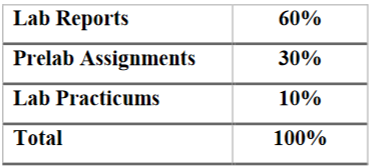 Lab Reports 60%
Prelab Assignments 30%
Lab Practicums 10%
Total 100%